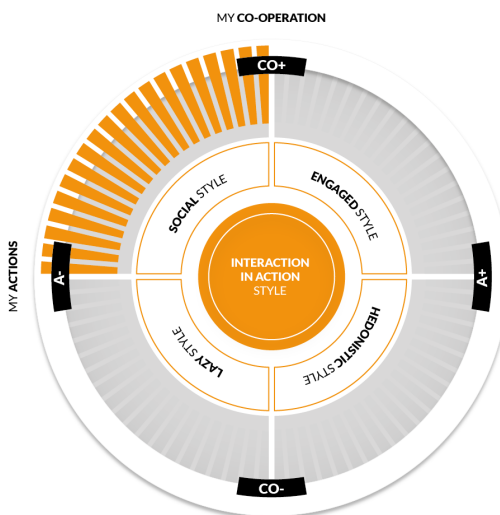 MY CO-OPERATION
CO+
SOCIAL STYLE
ENGAGED STYLE
MY ACTIONS
A-
INTERACTION
IN ACTION
STYLE
A+
LAZY STYLE
HEDONISTIC STYLE
CO-